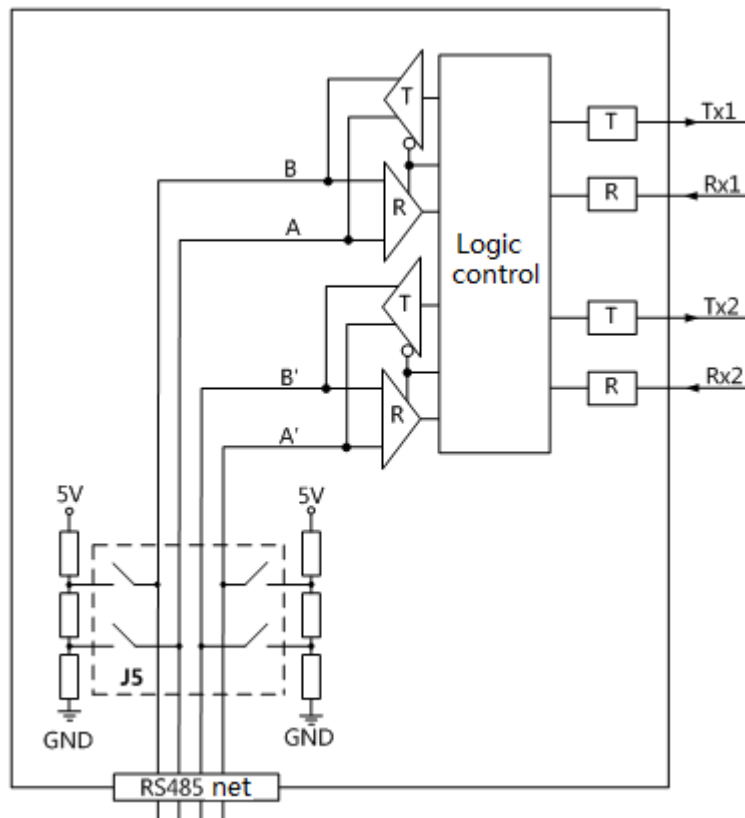 T
T
Tx1
B
R
R
Rx1
A
Logic
control
T
T
Tx2
B'
R
R
Rx2
A'
5V
5V
J5
GND
GND
RS485 net